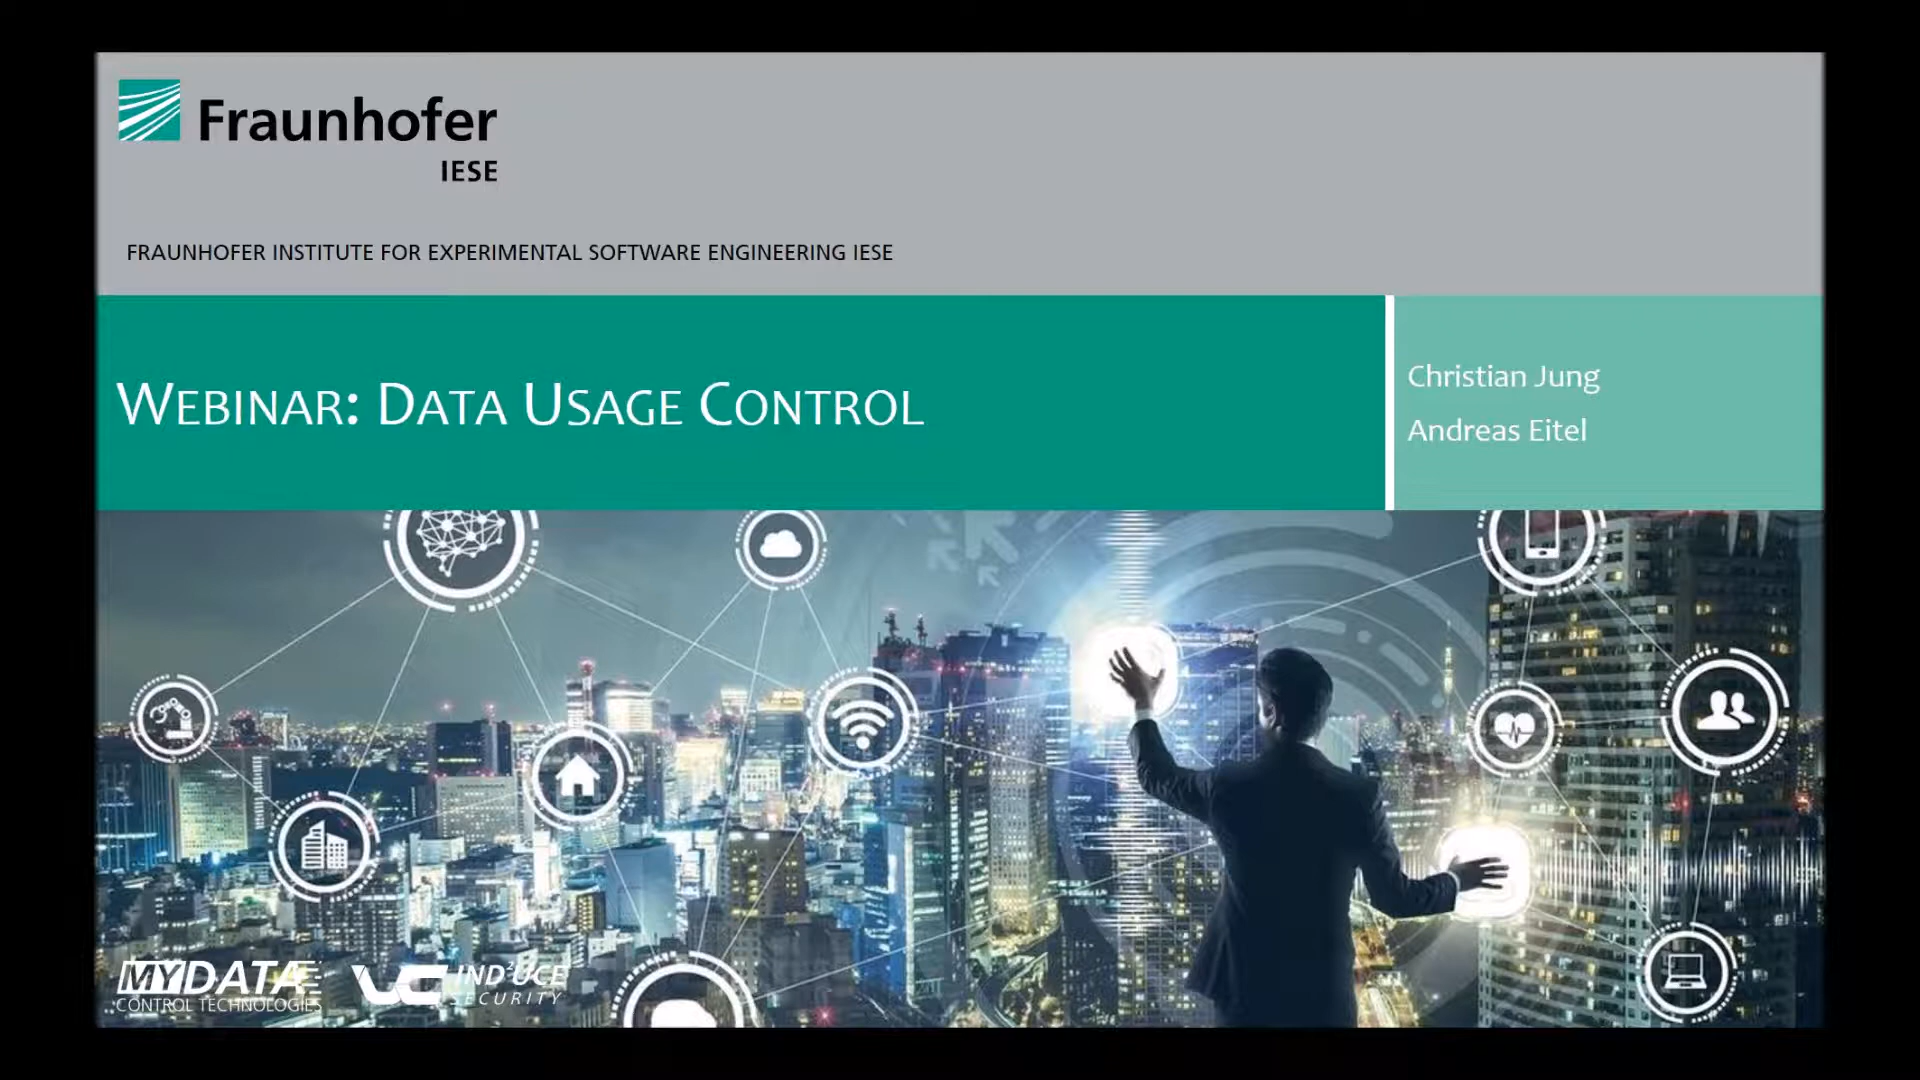 Fraunhofer
IESE
FRAUNHOFER INSTITUTE FOR EXPERIMENTAL SOFTWARE ENGINEERING IESE
WEBINAR: DATA USAGE CONTROL
Christian Jung
Andreas Eitel
MYDATA
CONTROL TECHNOLOGIES
IND²UCE
SECURITY